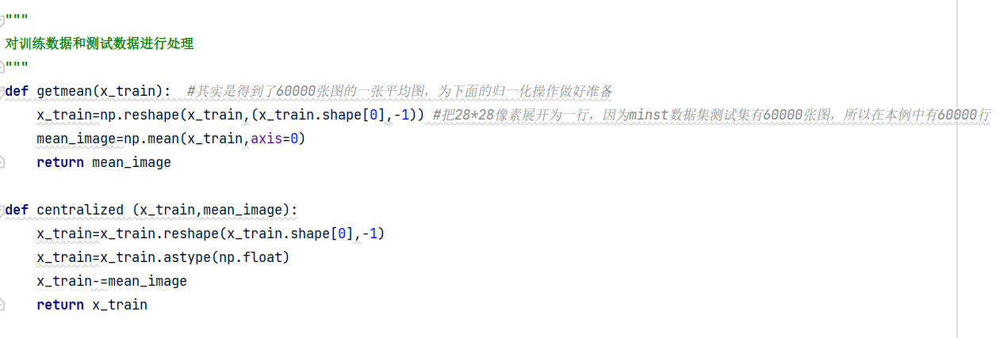 """
对训练数据和测试数据进行处理
"""
def getmean(x_train):  #其实是得到了60000张图的一张平均图，为下面的归一化操作做好准备
    x_train=np.reshape(x_train,(x_train.shape[0],-1)) #把28*28像素展开为一行，因为minst数据集测试集有60000张图，所以在本例中有60000行
    mean_image=np.mean(x_train,axis=0)
    return mean_image
def centralized (x_train,mean_image):
    x_train=x_train.reshape(x_train.shape[0],-1)
    x_train=x_train.astype(np.float)
    x_train-=mean_image
    return x_train